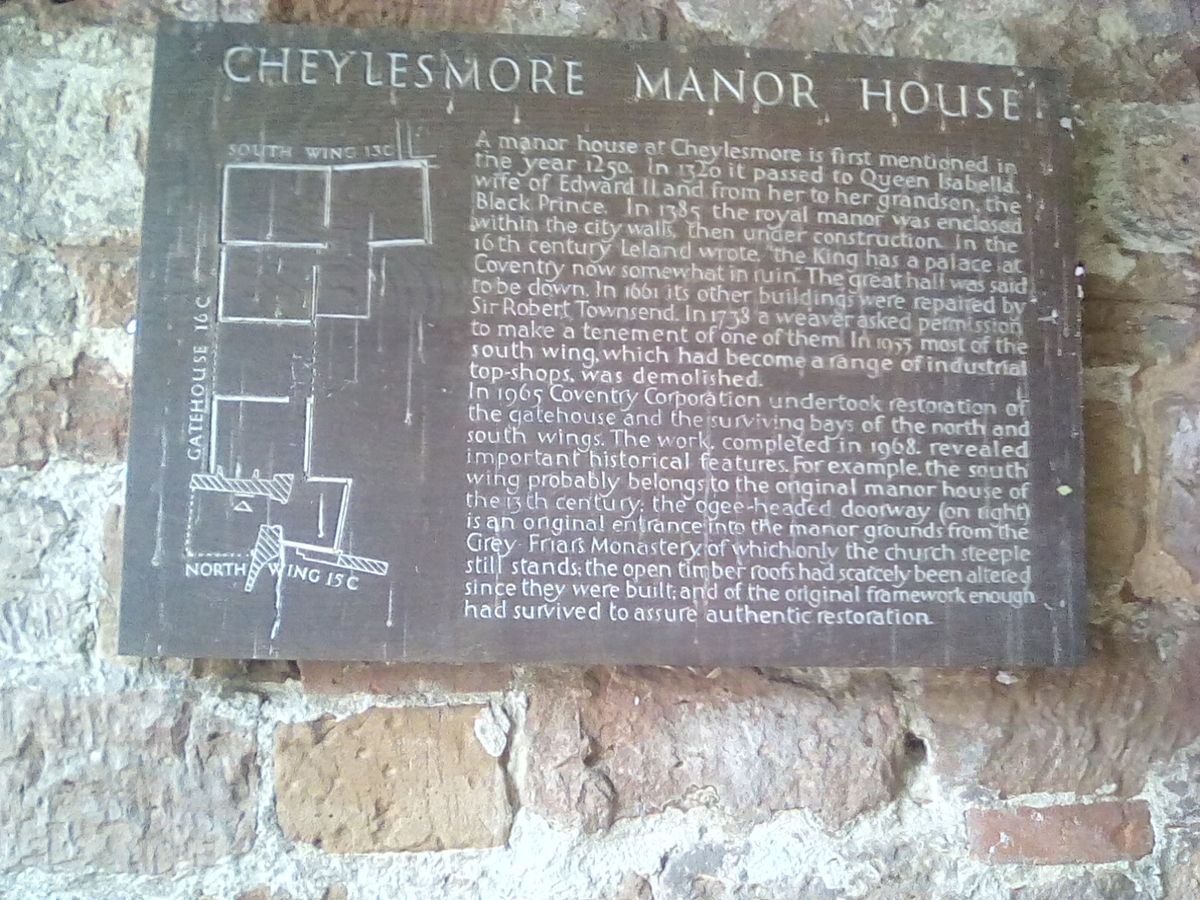 CHEYLESMORE MANOR HOUSE
SOUTH WING 13C
GATEHOUSE 16 C
NORTH WING 15 C
A manor house at Cheylesmore is first mentioned in
the year 1250. In 1320 it passed to Queen Isabella
wife of Edward II and from her to her grandson, the
Black Prince. In 1385 the royal manor was enclosed
within the city walls, then under construction. In the
16th century Leland wrote, "the King has a palace at
Coventry now somewhat in ruin." The great hall was said
to be down. In 1661 its other buildings were repaired by
Sir Robert Townsend. In 1738 a weaver asked permission
to make a tenement of one of them. In 1955 most of the
south wing, which had become a range of industrial
top-shops, was demolished.
In 1965 Coventry Corporation undertook restoration of
the gatehouse and the surviving bays of the north and
south wings. The work, completed in 1968, revealed
important historical features. For example, the south
wing probably belongs to the original manor house of
the 13th century; the ogee-headed doorway (on right)
is an original entrance into the manor grounds from the
Grey Friars Monastery of which only the church steeple
still stands; the open timber roofs had scarcely been altered
since they were built; and of the original framework enough
had survived to assure authentic restoration.